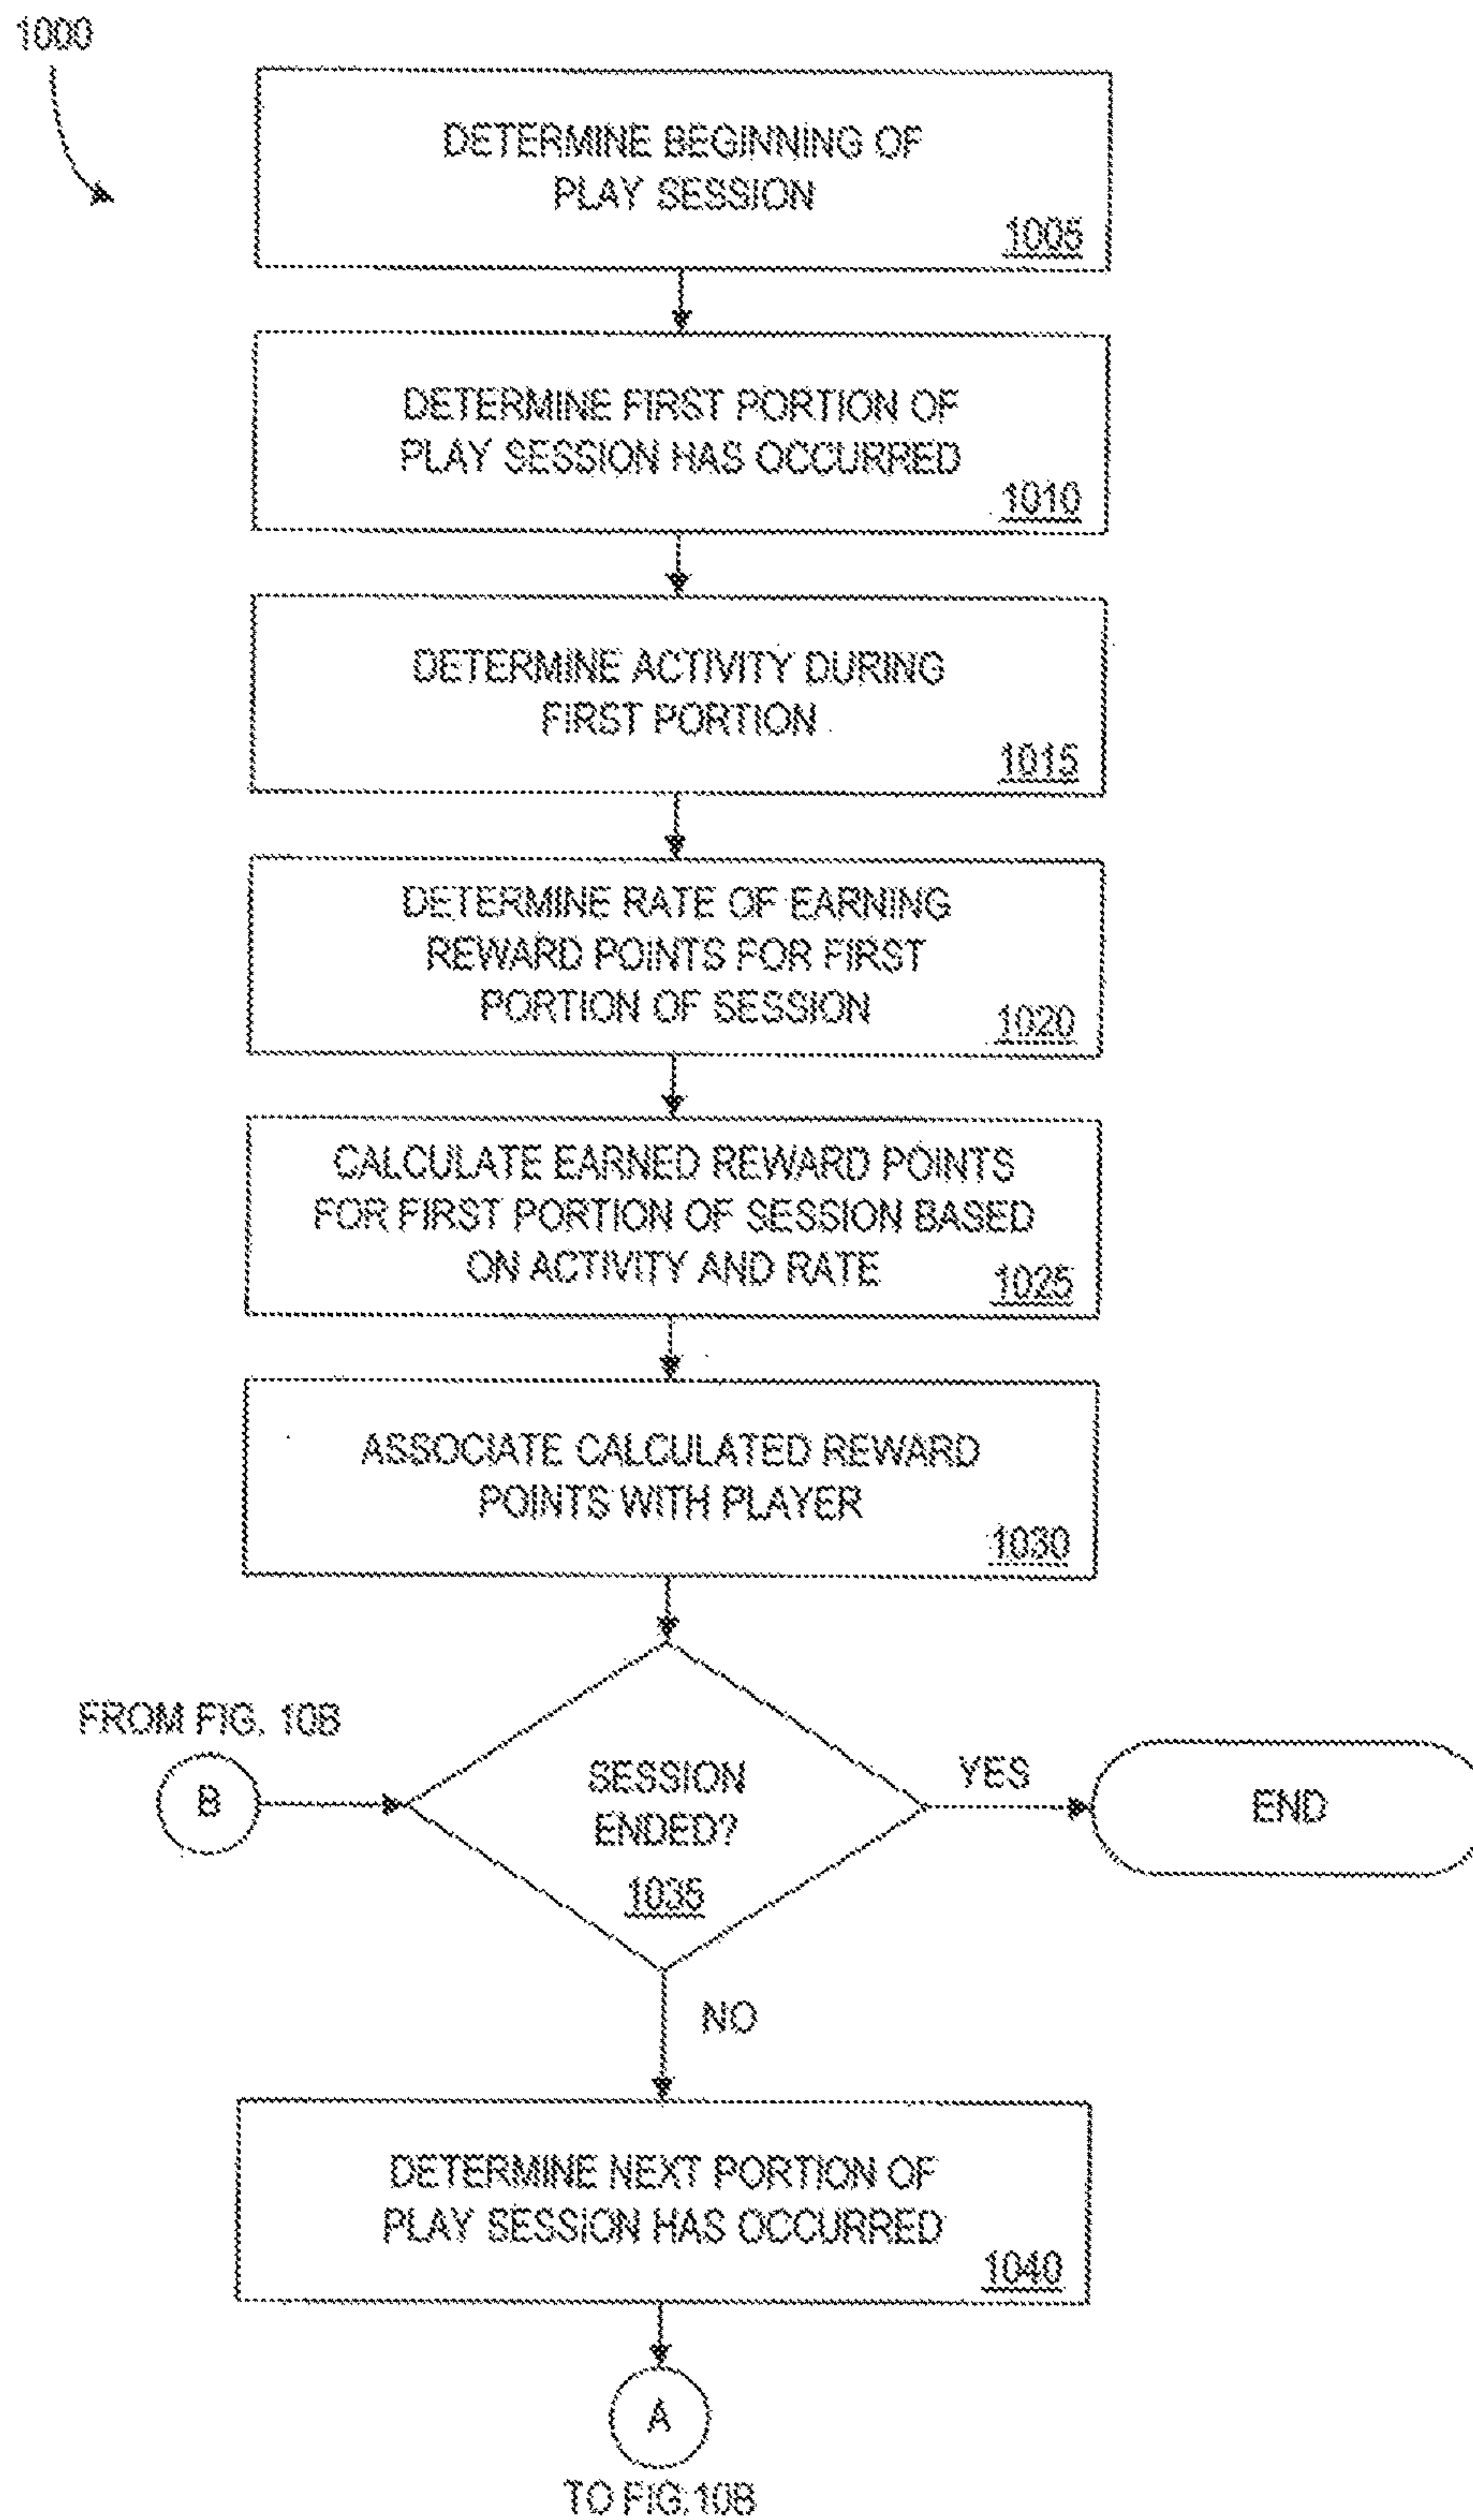 1000
DETERMINE BEGINNING OF
PLAY SESSION
1005
DETERMINE FIRST PORTION OF
PLAY SESSION HAS OCCURRED
1010
DETERMINE ACTIVITY DURING
FIRST PORTION
1015
DETERMINE RATE OF EARNING
REWARD POINTS FOR FIRST
PORTION OF SESSION
1020
CALCULATE EARNED REWARD POINTS
FOR FIRST PORTION OF SESSION BASED
ON ACTIVITY AND RATE
1025
ASSOCIATE CALCULATED REWARD
POINTS WITH PLAYER
1030
FROM FIG. 10B
B
SESSION
ENDED?
1035
YES
END
NO
DETERMINE NEXT PORTION OF
PLAY SESSION HAS OCCURRED
1040
A
TO FIG.10B